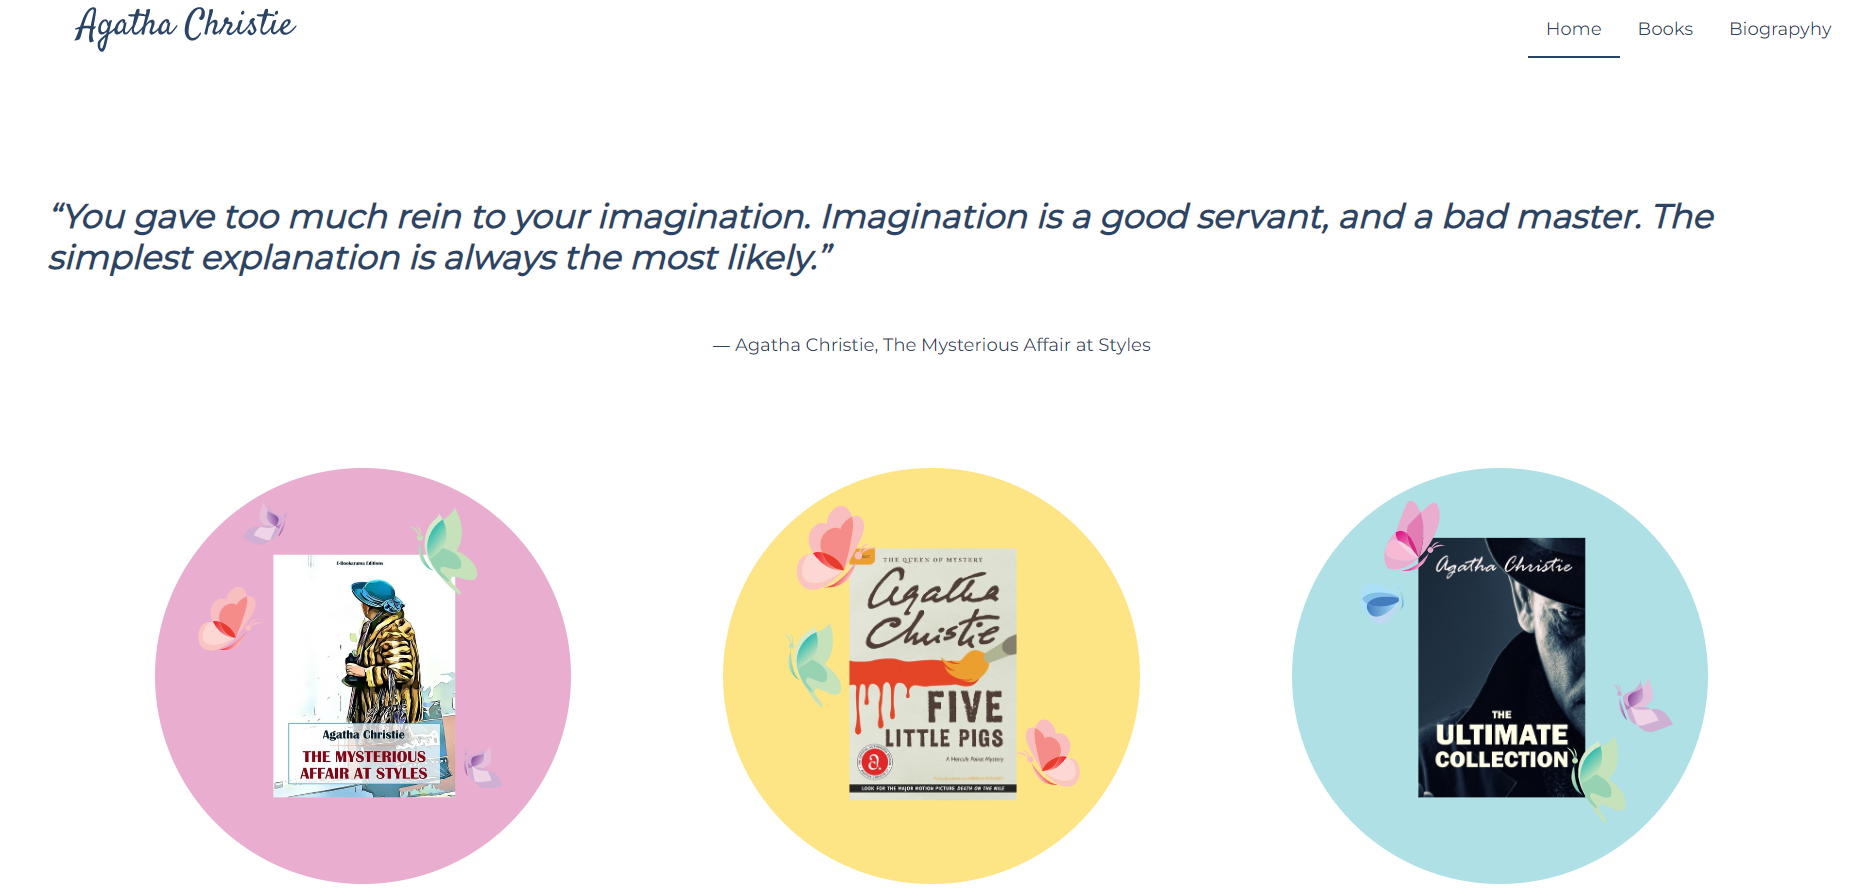 Agatha Christie
Home Books Biograpyhy
“You gave too much rein to your imagination. Imagination is a good servant, and a bad master. The
simplest explanation is always the most likely.”
— Agatha Christie, The Mysterious Affair at Styles
E-Bookarama Editions
Agatha Christie
THE MYSTERIOUS
AFFAIR AT STYLES
THE QUEEN OF MYSTERY
Agatha
Christie
FIVE
LITTLE PIGS
A Hercule Poirot Mystery
LOOK FOR THE MAJOR MOTION PICTURE DEATH ON THE NILE
Agatha Christie
THE
ULTIMATE
COLLECTION